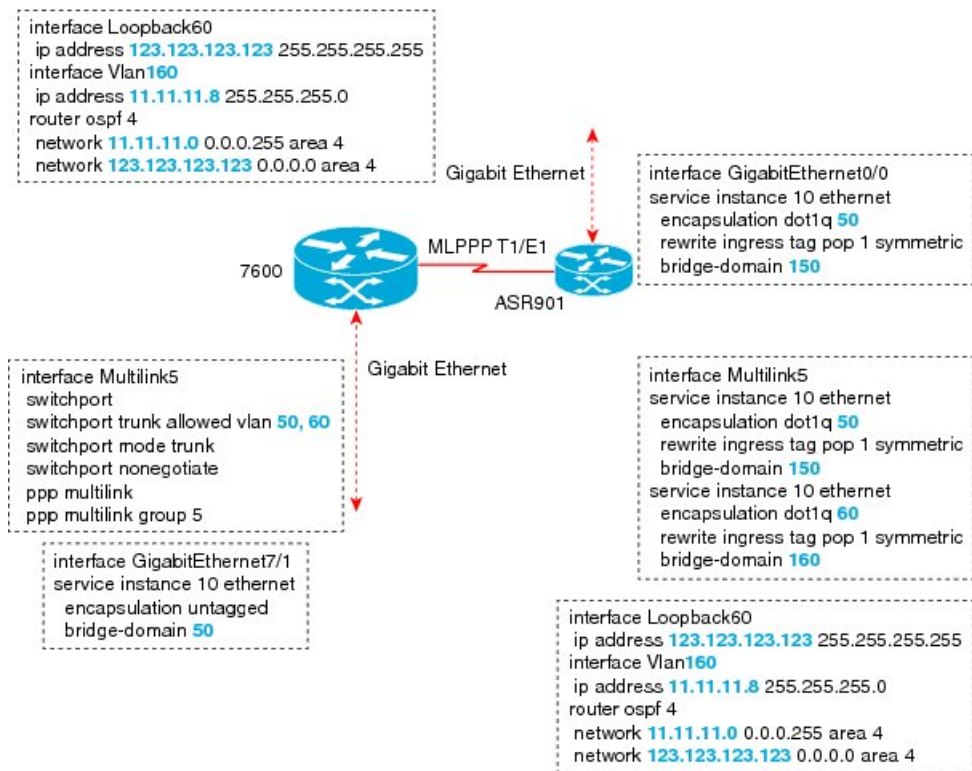 interface Loopback60
ip address 123.123.123.123 255.255.255.255
interface Vlan160
ip address 11.11.11.8 255.255.255.0
router ospf 4
network 11.11.11.0 0.0.0.255 area 4
network 123.123.123.123 0.0.0.0 area 4
Gigabit Ethernet
interface GigabitEthernet0/0
service instance 10 ethernet
encapsulation dot1q 50
rewrite ingress tag pop 1 symmetric
bridge-domain 150
MLPPP T1/E1
7600
ASR901
Gigabit Ethernet
interface Multilink5
switchport
switchport trunk allowed vlan 50, 60
switchport mode trunk
switchport nonegotiate
ppp multilink
ppp multilink group 5
interface GigabitEthernet7/1
service instance 10 ethernet
encapsulation untagged
bridge-domain 50
interface Multilink5
service instance 10 ethernet
encapsulation dot1q 50
rewrite ingress tag pop 1 symmetric
bridge-domain 150
service instance 10 ethernet
encapsulation dot1q 60
rewrite ingress tag pop 1 symmetric
bridge-domain 160
interface Loopback60
ip address 123.123.123.123 255.255.255.255
interface Vlan160
ip address 11.11.11.8 255.255.255.0
router ospf 4
network 11.11.11.0 0.0.0.255 area 4
network 123.123.123.123 0.0.0.0 area 4